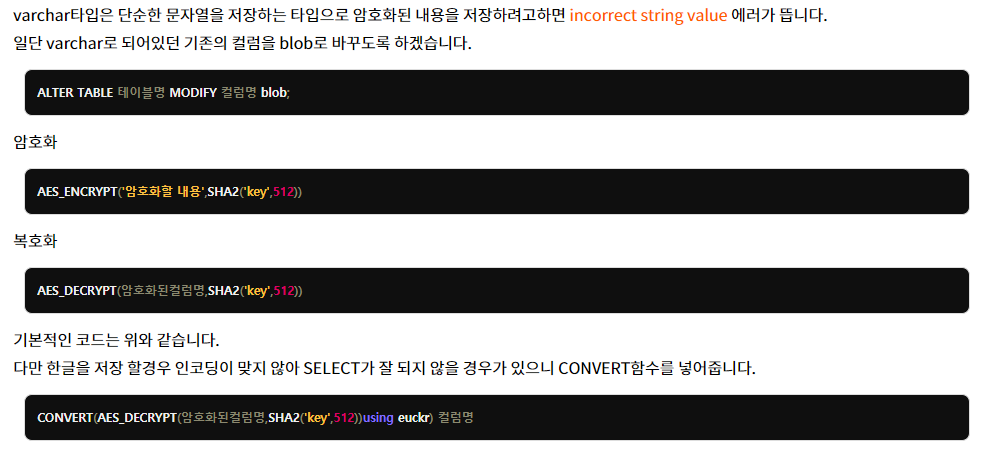 varchar타입은 단순한 문자열을 저장하는 타입으로 암호화된 내용을 저장하려고하면 incorrect string value 에러가 뜹니다.
일단 varchar로 되어있던 기존의 컬럼을 blob로 바꾸도록 하겠습니다.
ALTER TABLE 테이블명 MODIFY 컬럼명 blob;
암호화
AES_ENCRYPT('암호화할 내용',SHA2('key',512))
복호화
AES_DECRYPT(암호화된컬럼명,SHA2('key',512))
기본적인 코드는 위와 같습니다.
다만 한글을 저장 할경우 인코딩이 맞지 않아 SELECT가 잘 되지 않을 경우가 있으니 CONVERT함수를 넣어줍니다.
CONVERT(AES_DECRYPT(암호화된컬럼명,SHA2('key',512))using euckr) 컬럼명